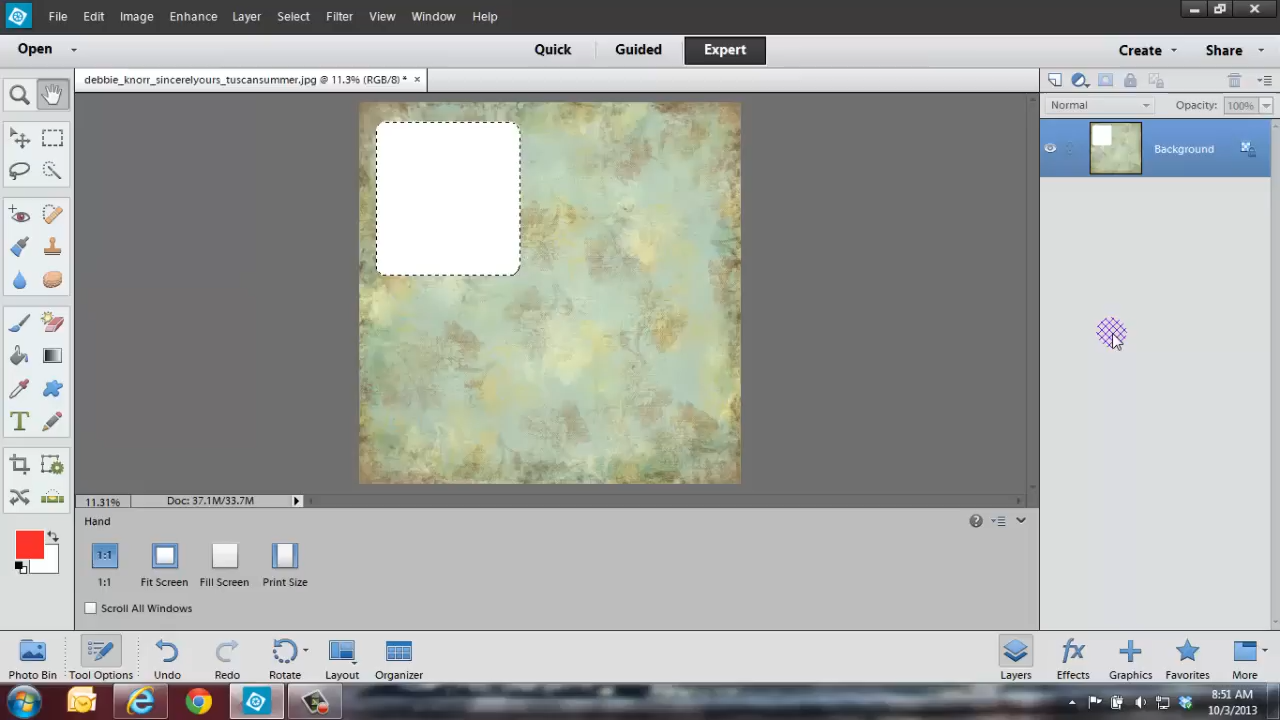 File Edit Image Enhance Layer Select Filter View Window Help
Open Quick Guided Expert Create Share
debbie_knorr_sincerelyours_tuscansummer.jpg @ 11.3% (RGB/8) * ×
Normal Opacity: 100%
Background
11.31% Doc: 37.1M/33.7M
Hand
1:1
1:1 Fit Screen Fill Screen Print Size
Scroll All Windows
Photo Bin Tool Options Undo Redo Rotate Layout Organizer Layers Effects Graphics Favorites More
8:51 AM
10/3/2013